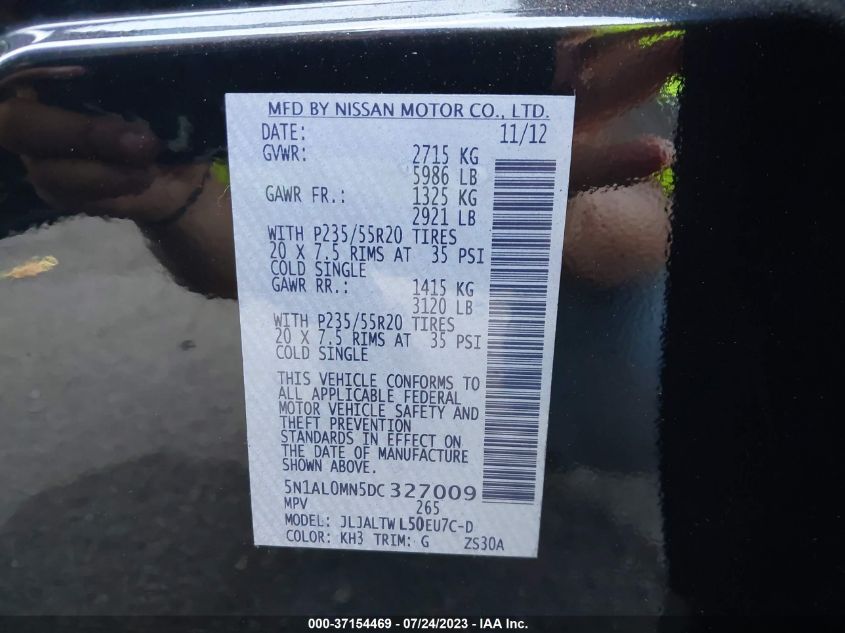 MFD BY NISSAN MOTOR CO., LTD.
DATE: 11/12
GVWR: 2715 KG
5986 LB
GAWR FR.: 1325 KG
2921 LB
WITH P235/55R20 TIRES
20 X 7.5 RIMS AT 35 PSI
COLD SINGLE
GAWR RR.: 1415 KG
3120 LB
WITH P235/55R20 TIRES
20 X 7.5 RIMS AT 35 PSI
COLD SINGLE
THIS VEHICLE CONFORMS TO
ALL APPLICABLE FEDERAL
MOTOR VEHICLE SAFETY AND
THEFT PREVENTION
STANDARDS IN EFFECT ON
THE DATE OF MANUFACTURE
SHOWN ABOVE.
5N1AL0MN5DC327009
MPV 265
MODEL: JLJALTWL50EU7C-D
COLOR: KH3 TRIM: G ZS30A
000-37154469 - 07/24/2023 - IAA Inc.